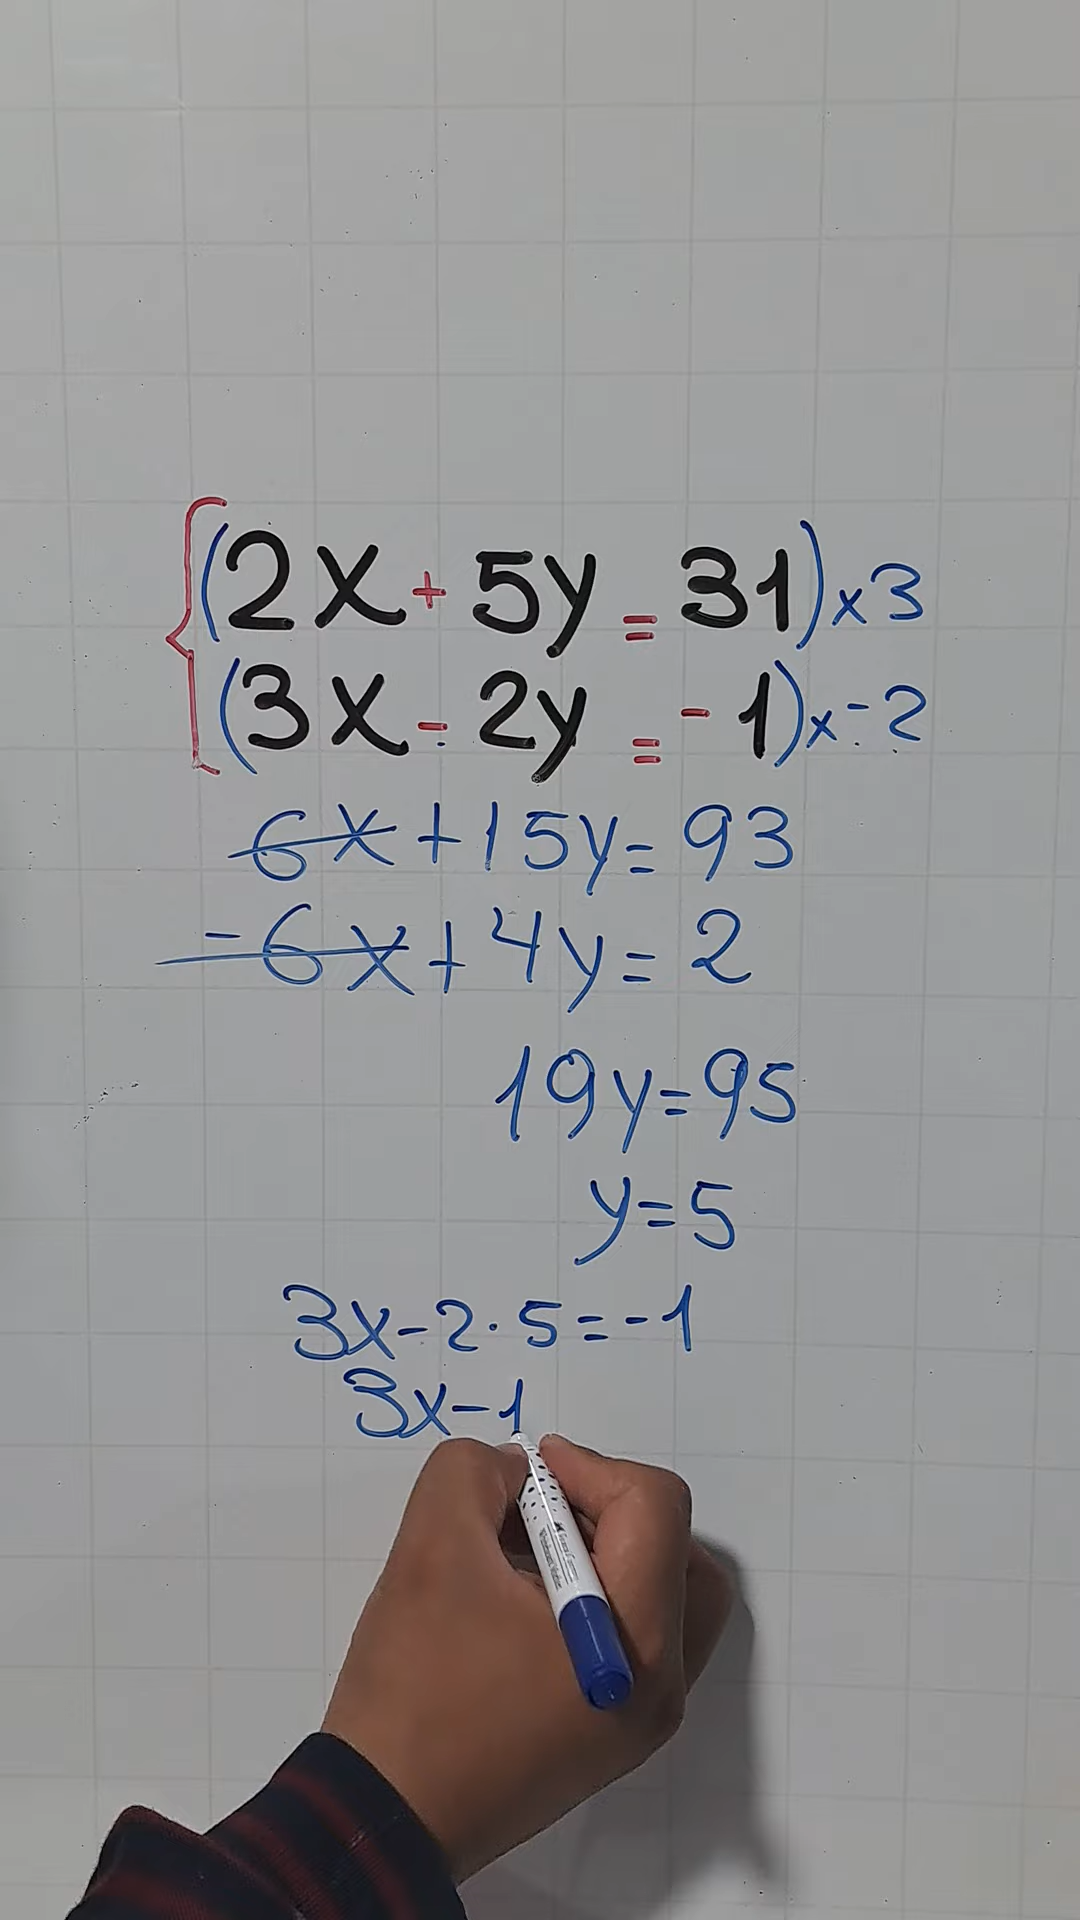 (2x + 5y = 31) x 3
(3x - 2y = - 1) x - 2
6x + 15y = 93
- 6x + 4y = 2
19y = 95
y = 5
3x - 2 · 5 = - 1
3x - 1